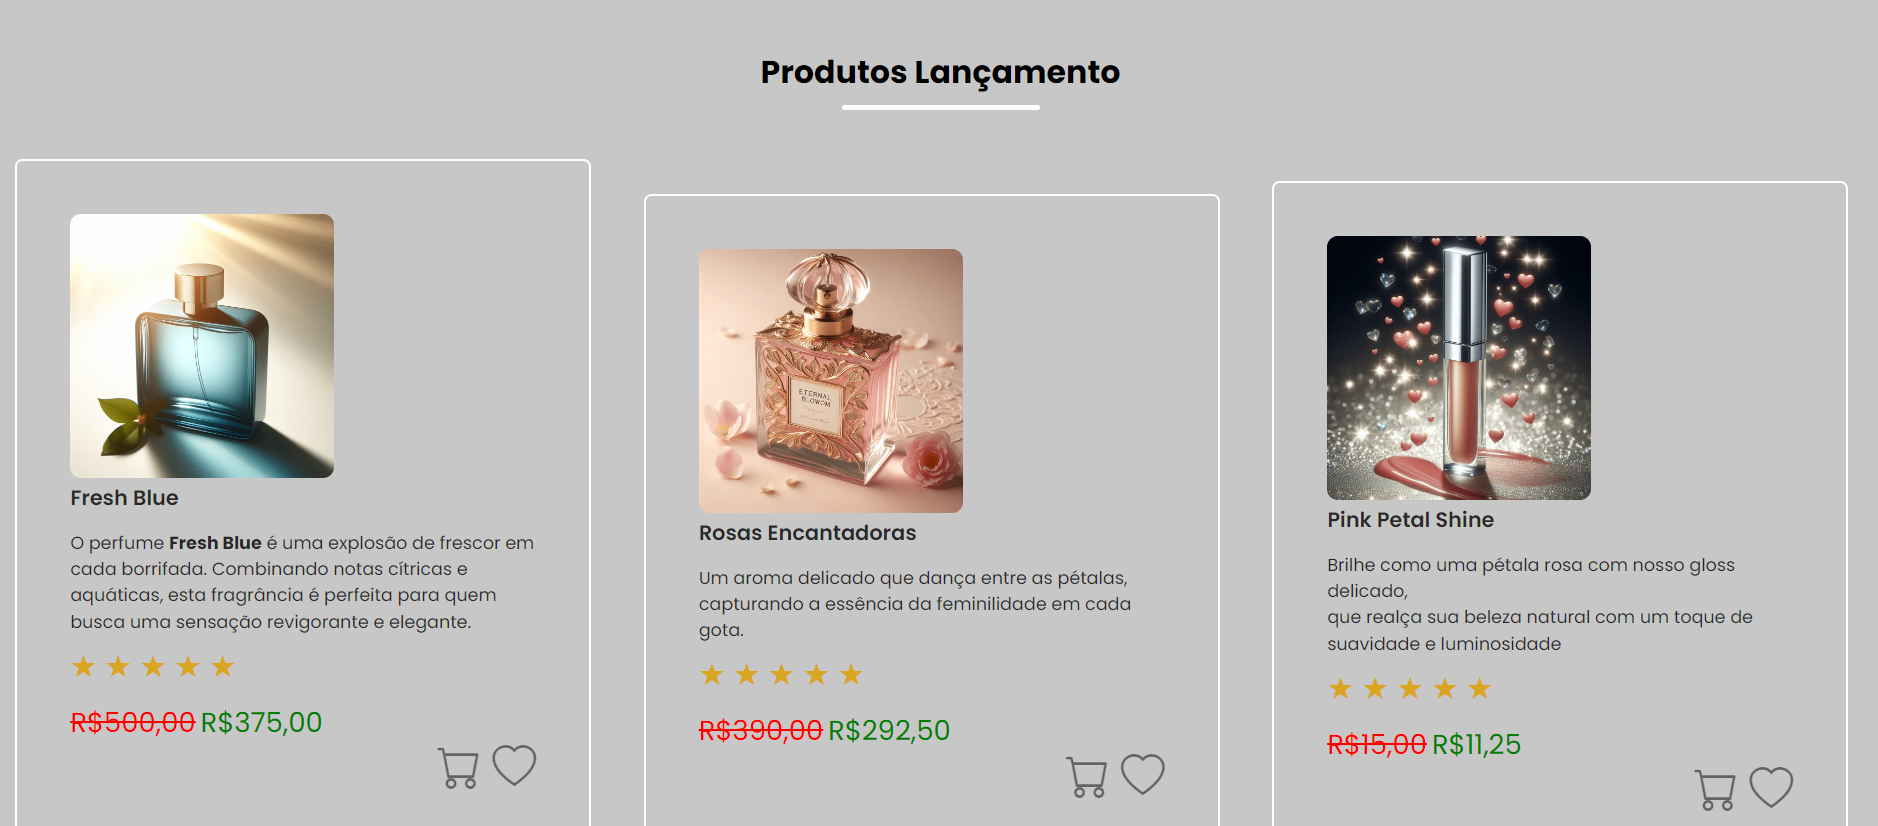 Produtos Lançamento
Fresh Blue
O perfume Fresh Blue é uma explosão de frescor em
cada borrifada. Combinando notas cítricas e
aquáticas, esta fragrância é perfeita para quem
busca uma sensação revigorante e elegante.
★ ★ ★ ★ ★
R$500,00 R$375,00
ETERNAL
BLOWOM
Rosas Encantadoras
Um aroma delicado que dança entre as pétalas,
capturando a essência da feminilidade em cada
gota.
★ ★ ★ ★ ★
R$390,00 R$292,50
Pink Petal Shine
Brilhe como uma pétala rosa com nosso gloss
delicado,
que realça sua beleza natural com um toque de
suavidade e luminosidade
★ ★ ★ ★ ★
R$15,00 R$11,25